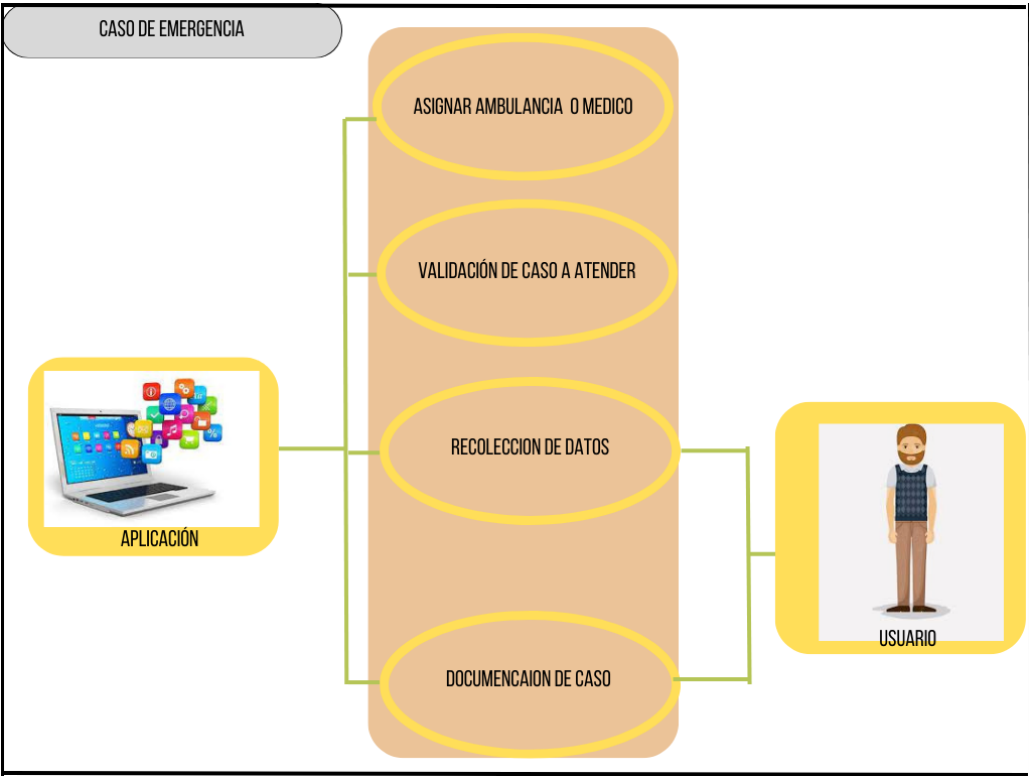 CASO DE EMERGENCIA
ASIGNAR AMBULANCIA O MEDICO
VALIDACIÓN DE CASO A ATENDER
RECOLECCION DE DATOS
APLICACIÓN
USUARIO
DOCUMENCAION DE CASO